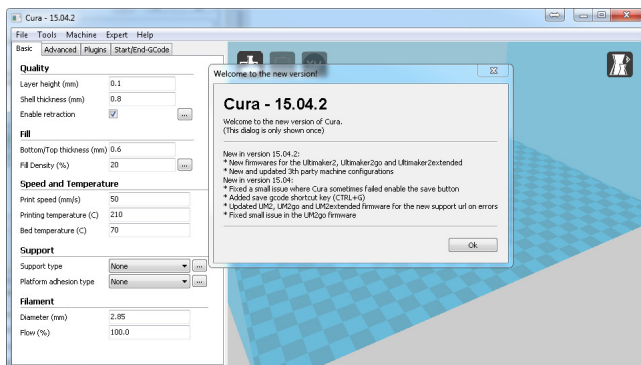 Cura - 15.04.2
File Tools Machine Expert Help
Basic Advanced Plugins Start/End-GCode
Quality
Layer height (mm) 0.1
Shell thickness (mm) 0.8
Enable retraction ...
Fill
Bottom/Top thickness (mm) 0.6
Fill Density (%) 20 ...
Speed and Temperature
Print speed (mm/s) 50
Printing temperature (C) 210
Bed temperature (C) 70
Support
Support type None ...
Platform adhesion type None ...
Filament
Diameter (mm) 2.85
Flow (%) 100.0
Welcome to the new version!
Cura - 15.04.2
Welcome to the new version of Cura.
(This dialog is only shown once)
New in version 15.04.2:
* New firmwares for the Ultimaker2, Ultimaker2go and Ultimaker2extended
* New and updated 3th party machine configurations
New in version 15.04:
* Fixed a small issue where Cura sometimes failed enable the save button
* Added save gcode shortcut key (CTRL+G)
* Updated UM2, UM2go and UM2extended firmware for the new support url on errors
* Fixed small issue in the UM2go firmware
Ok